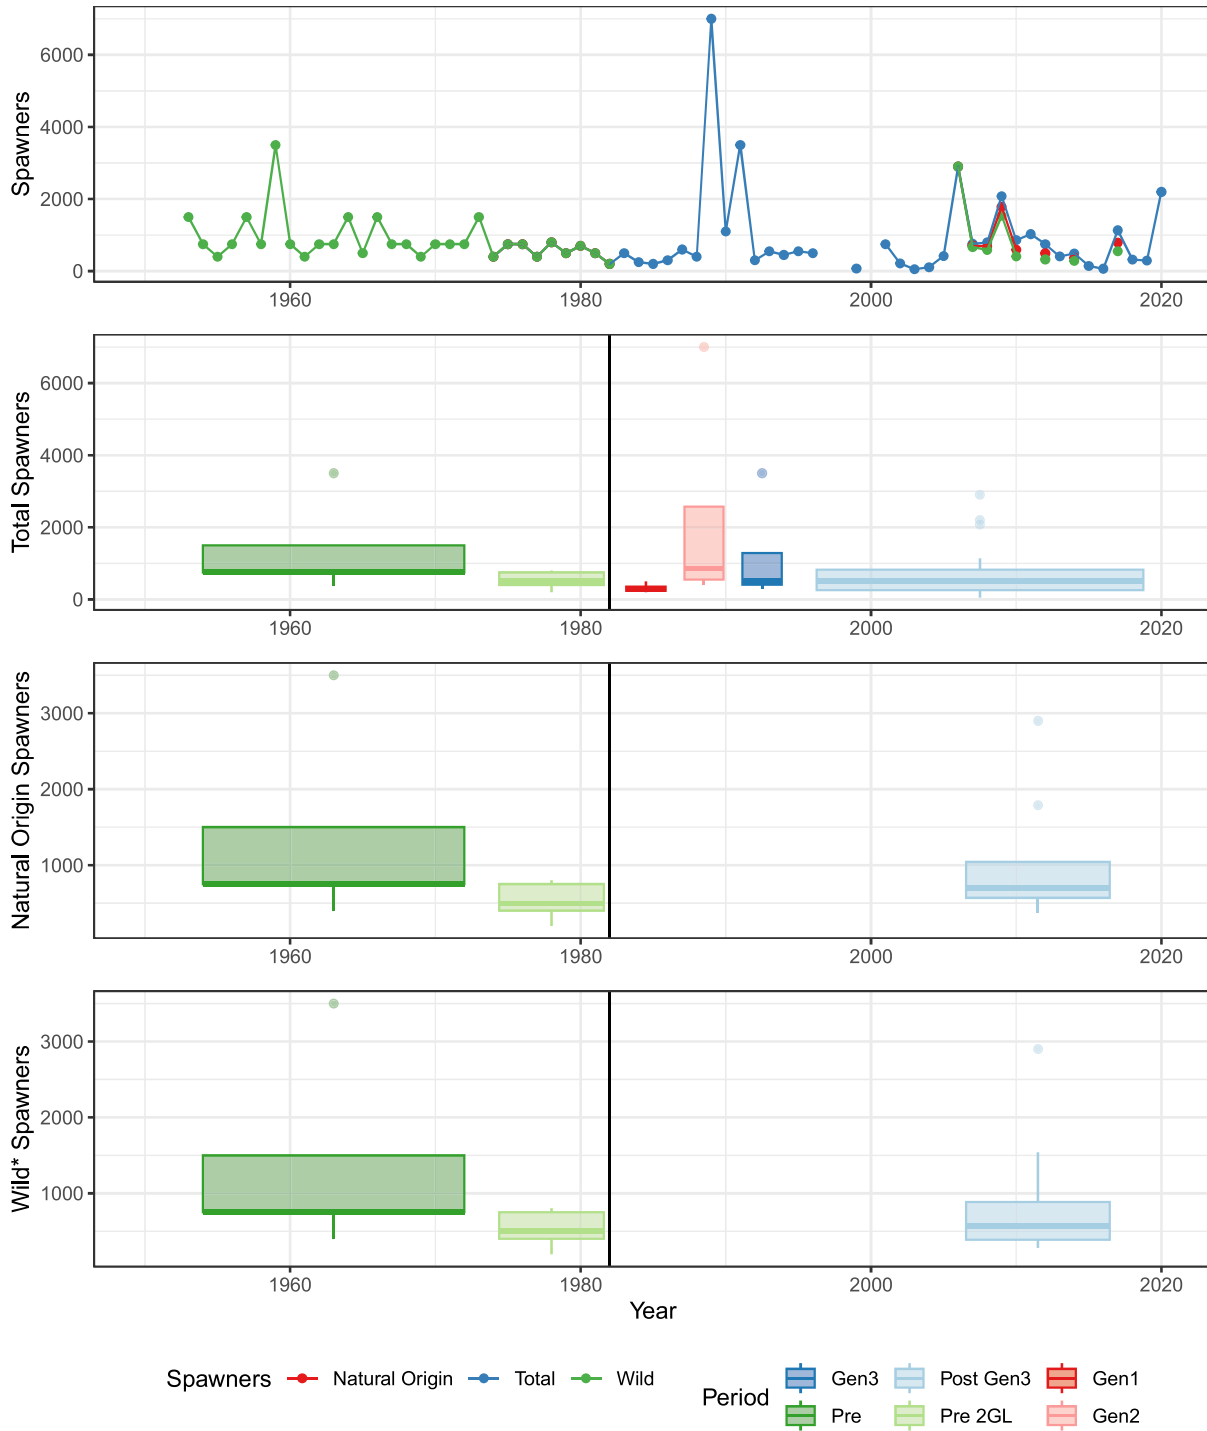 Spawners
6000
4000
2000
0
1960 1980 2000 2020
Total Spawners
6000
4000
2000
0
1960 1980 2000 2020
Natural Origin Spawners
3000
2000
1000
1960 1980 2000 2020
Wild* Spawners
3000
2000
1000
1960 1980 2000 2020
Year
Spawners Natural Origin Total Wild
Period Gen3 Post Gen3 Gen1
Pre Pre 2GL Gen2